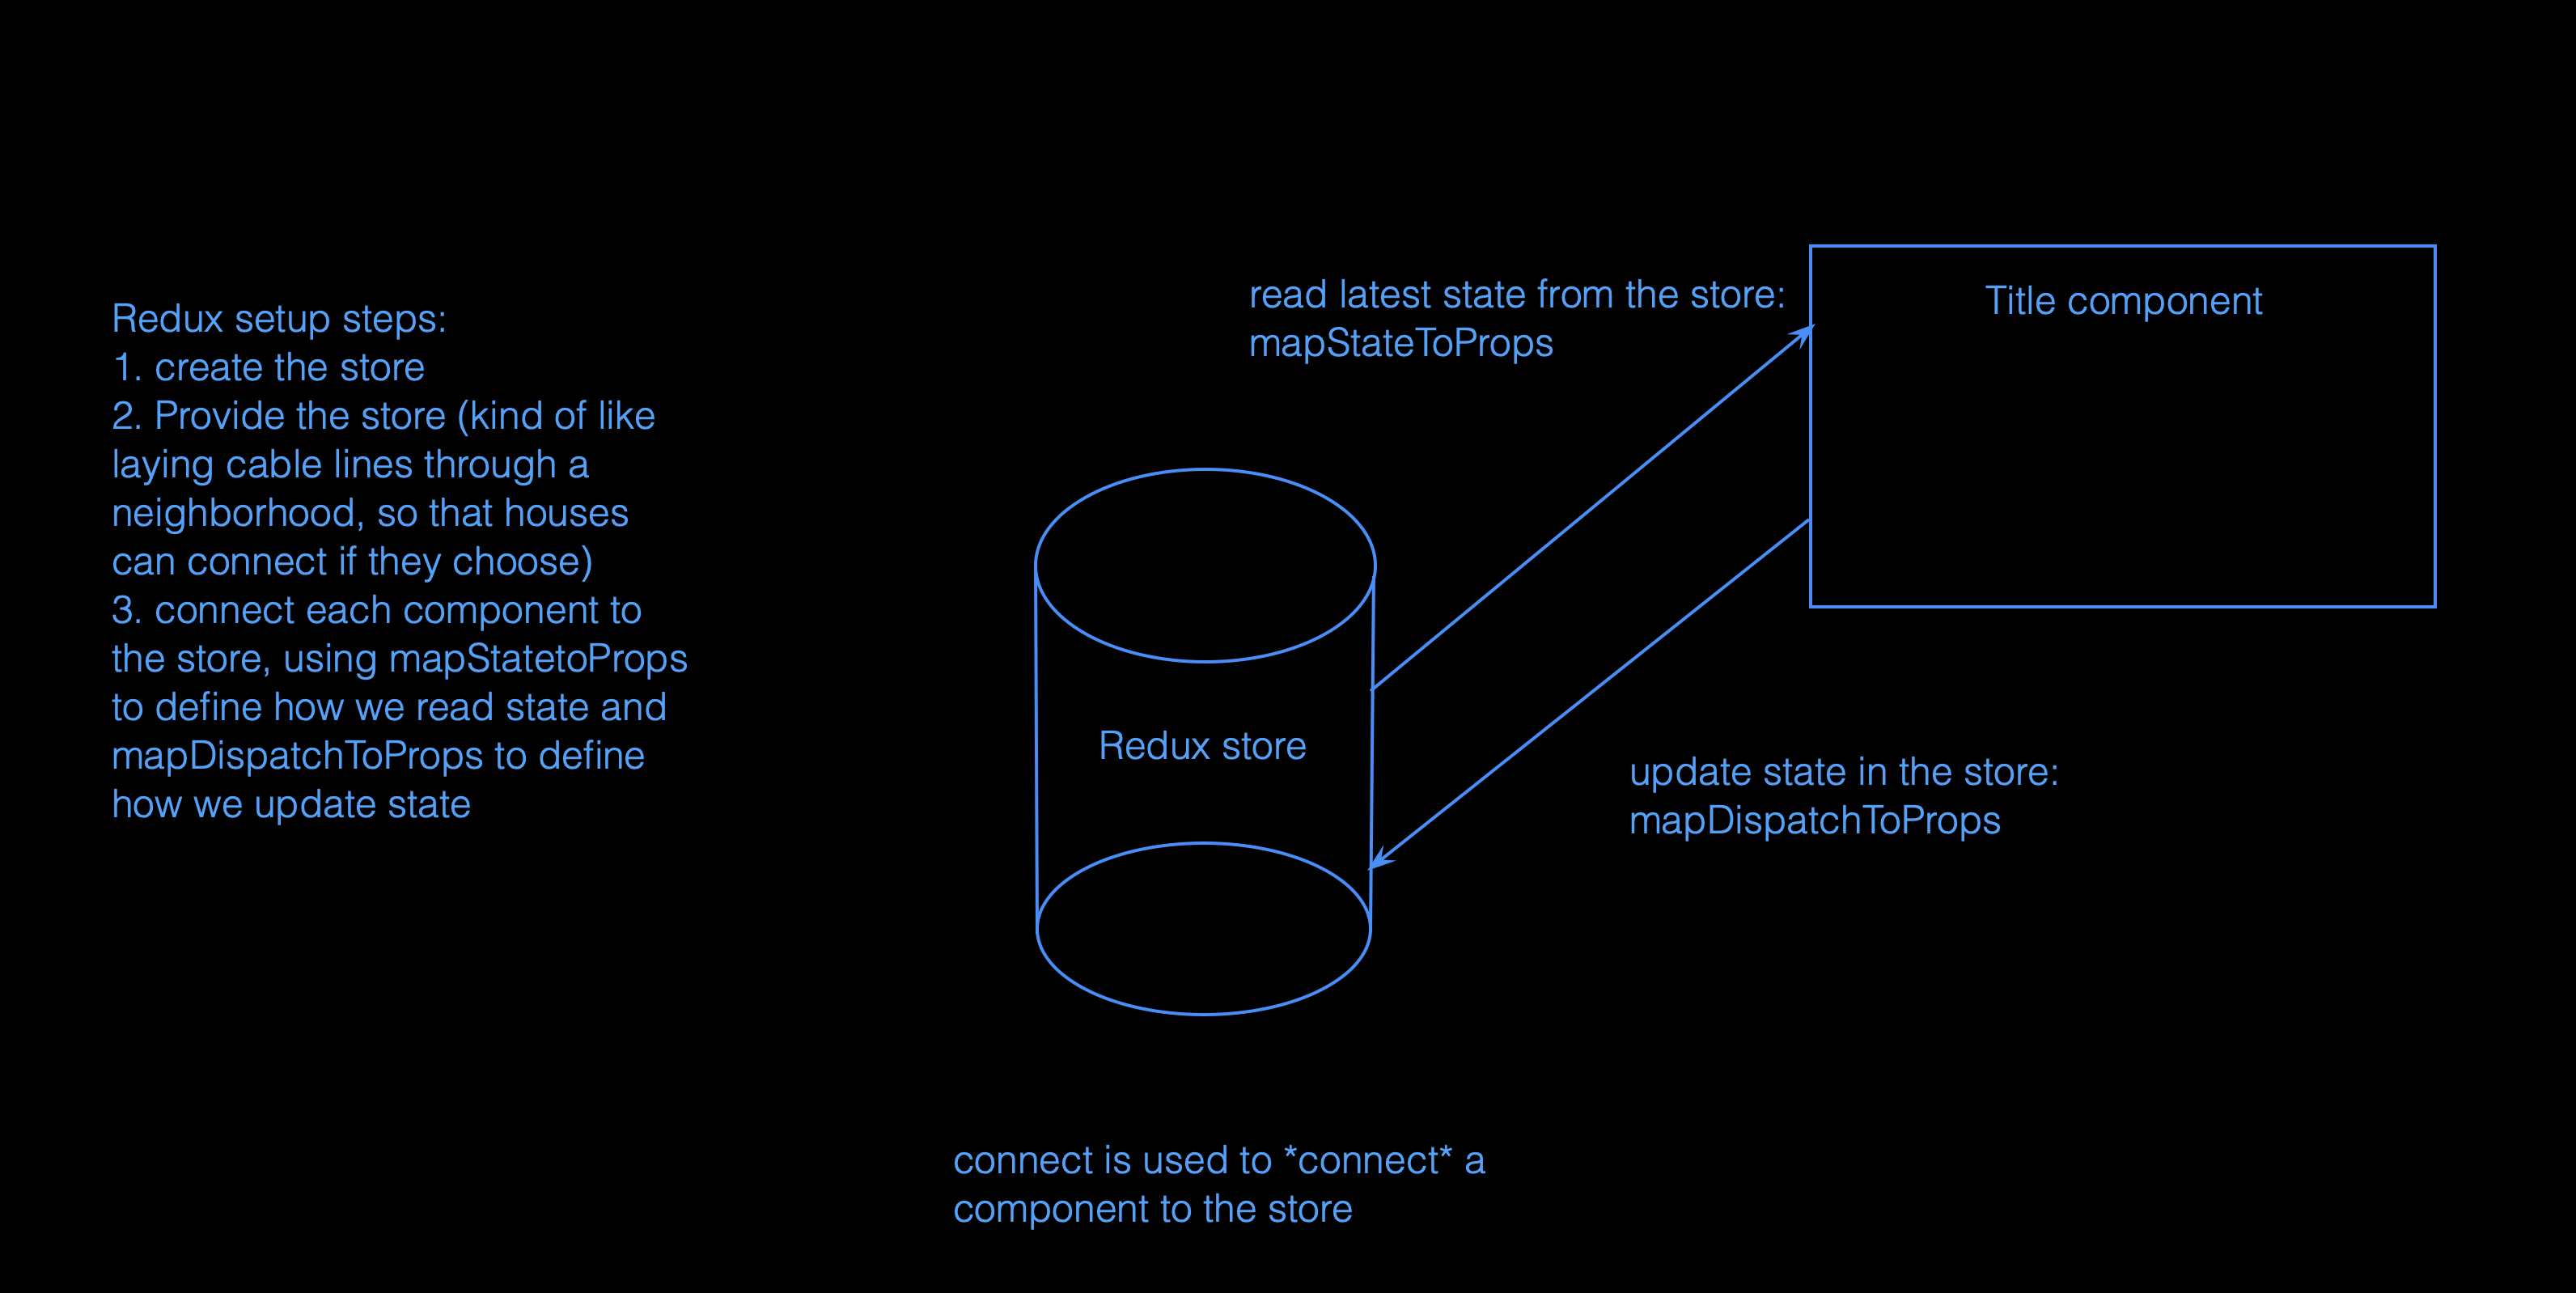 Redux setup steps:
1. create the store
2. Provide the store (kind of like
laying cable lines through a
neighborhood, so that houses
can connect if they choose)
3. connect each component to
the store, using mapStatetoProps
to define how we read state and
mapDispatchToProps to define
how we update state
read latest state from the store:
mapStateToProps
Title component
Redux store
update state in the store:
mapDispatchToProps
connect is used to *connect* a
component to the store